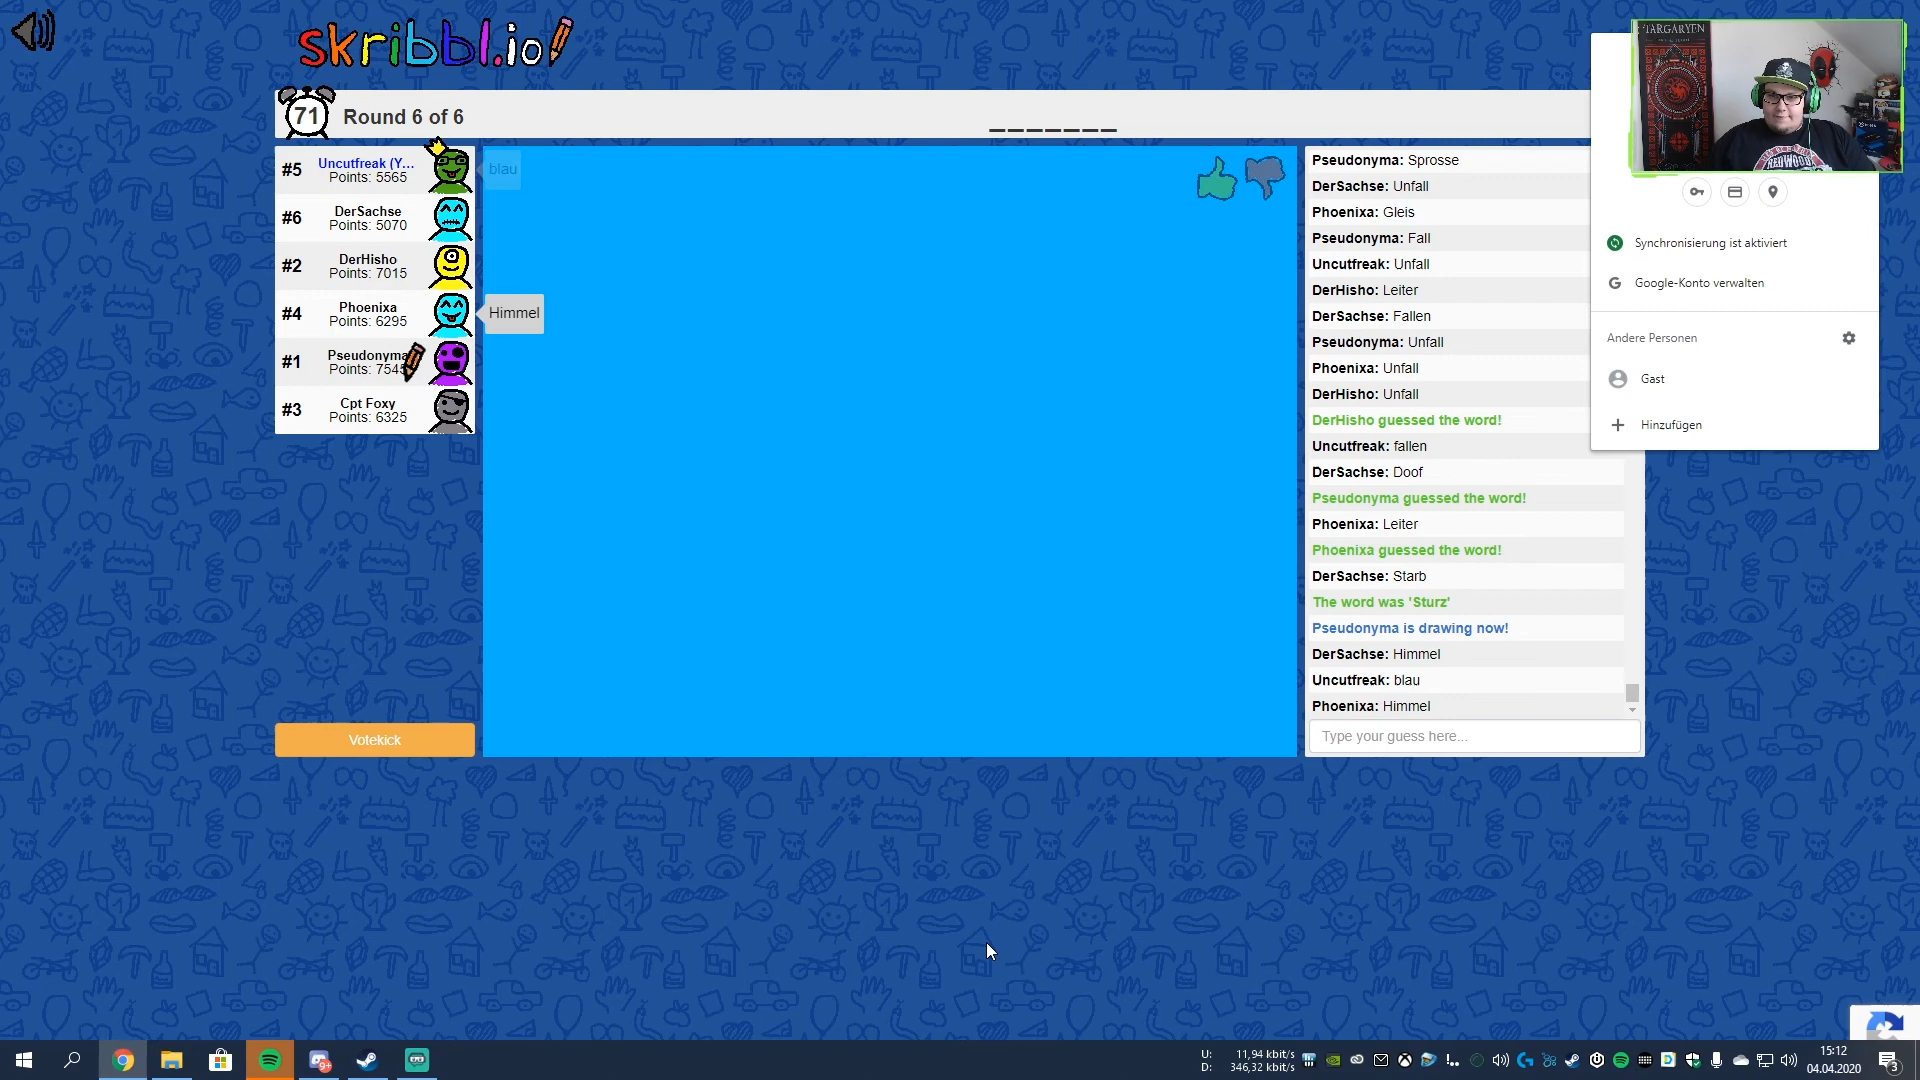 skribbl.io
71
Round 6 of 6
_ _ _ _ _ _ _
#5
Uncutfreak (Y...
Points: 5565
#6
DerSachse
Points: 5070
#2
DerHisho
Points: 7015
#4
Phoenixa
Points: 6295
#1
Pseudonyma
Points: 7545
#3
Cpt Foxy
Points: 6325
Votekick
blau
Himmel
Pseudonyma: Sprosse
DerSachse: Unfall
Phoenixa: Gleis
Pseudonyma: Fall
Uncutfreak: Unfall
DerHisho: Leiter
DerSachse: Fallen
Pseudonyma: Unfall
Phoenixa: Unfall
DerHisho: Unfall
DerHisho guessed the word!
Uncutfreak: fallen
DerSachse: Doof
Pseudonyma guessed the word!
Phoenixa: Leiter
Phoenixa guessed the word!
DerSachse: Starb
The word was 'Sturz'
Pseudonyma is drawing now!
DerSachse: Himmel
Uncutfreak: blau
Phoenixa: Himmel
Type your guess here...
TARGARYEN
REDWOOD
Synchronisierung ist aktiviert
Google-Konto verwalten
Andere Personen
Gast
Hinzufügen
U: 11,94 kbit/s
D: 346,32 kbit/s
15:12
04.04.2020
3